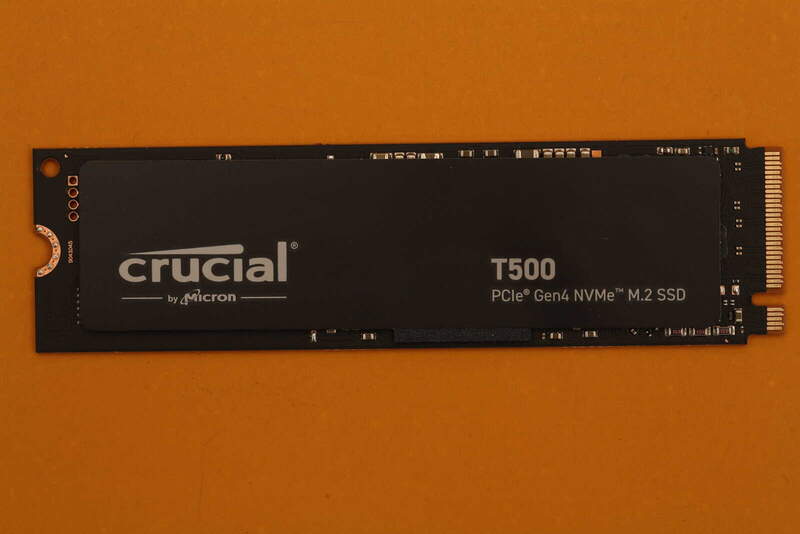 crucial®
by Micron
T500
PCIe® Gen4 NVMe™ M.2 SSD